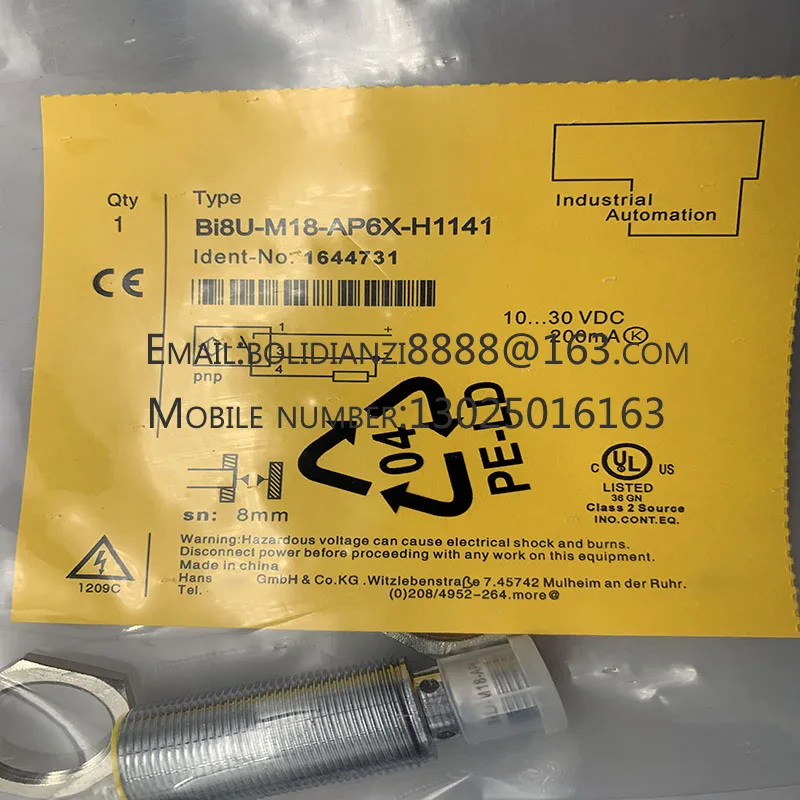 Qty
1
Type
Bi8U-M18-AP6X-H1141
Ident-No. 1644731
Industrial
Automation
CE
10...30 VDC
200mA K
1
+
4
pnp
EMAIL:BOLIDIANZI8888@163.COM
MOBILE NUMBER:13025016163
04
PE-LD
C UL US
LISTED
36 GN
Class 2 Source
INO.CONT.EQ.
sn: 8mm
1209C
Warning:Hazardous voltage can cause electrical shock and burns.
Disconnect power before proceeding with any work on this equipment.
Made in china
Hans GmbH & Co.KG .Witzlebenstraße 7.45742 Mulheim an der Ruhr.
Tel. (0)208/4952-264.more@